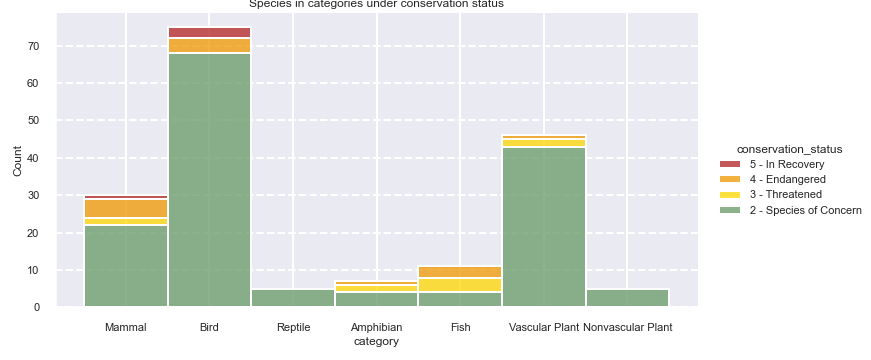 Species in categories under conservation status
Count
70
60
50
40
30
20
10
0
Mammal Bird Reptile Amphibian Fish Vascular Plant Nonvascular Plant
category
conservation_status
5 - In Recovery
4 - Endangered
3 - Threatened
2 - Species of Concern